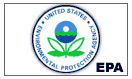 UNITED STATES
ENVIRONMENTAL PROTECTION AGENCY
EPA